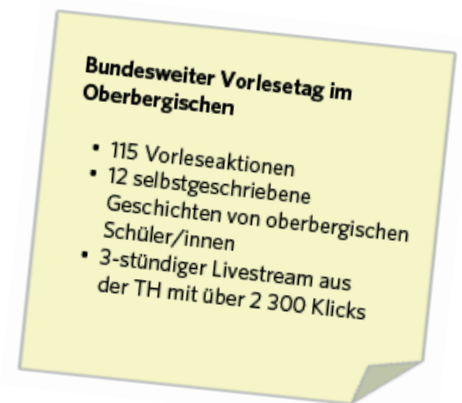 Bundesweiter Vorlesetag im
Oberbergischen
• 115 Vorleseaktionen
• 12 selbstgeschriebene
Geschichten von oberbergischen
Schüler/innen
• 3-stündiger Livestream aus
der TH mit über 2 300 Klicks